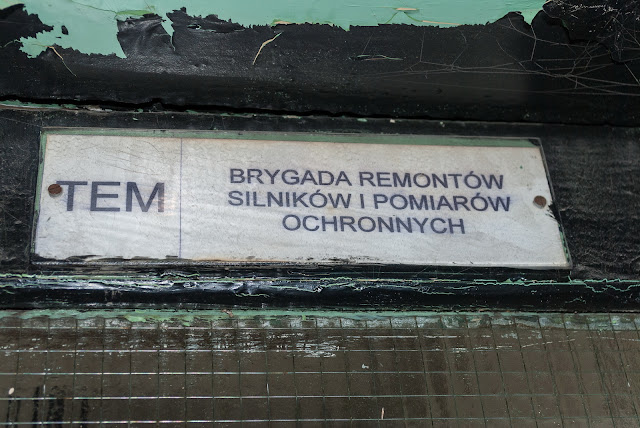 TEM
BRYGADA REMONTÓW
SILNIKÓW I POMIARÓW
OCHRONNYCH